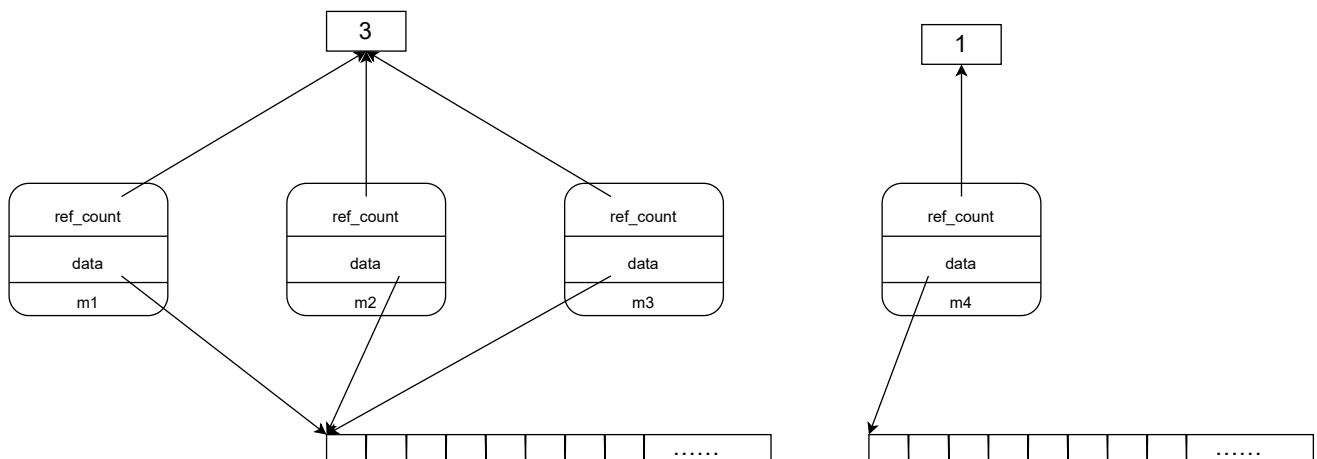 3
1
ref_count
ref_count
ref_count
ref_count
data
data
data
data
m1
m2
m3
m4
......
......